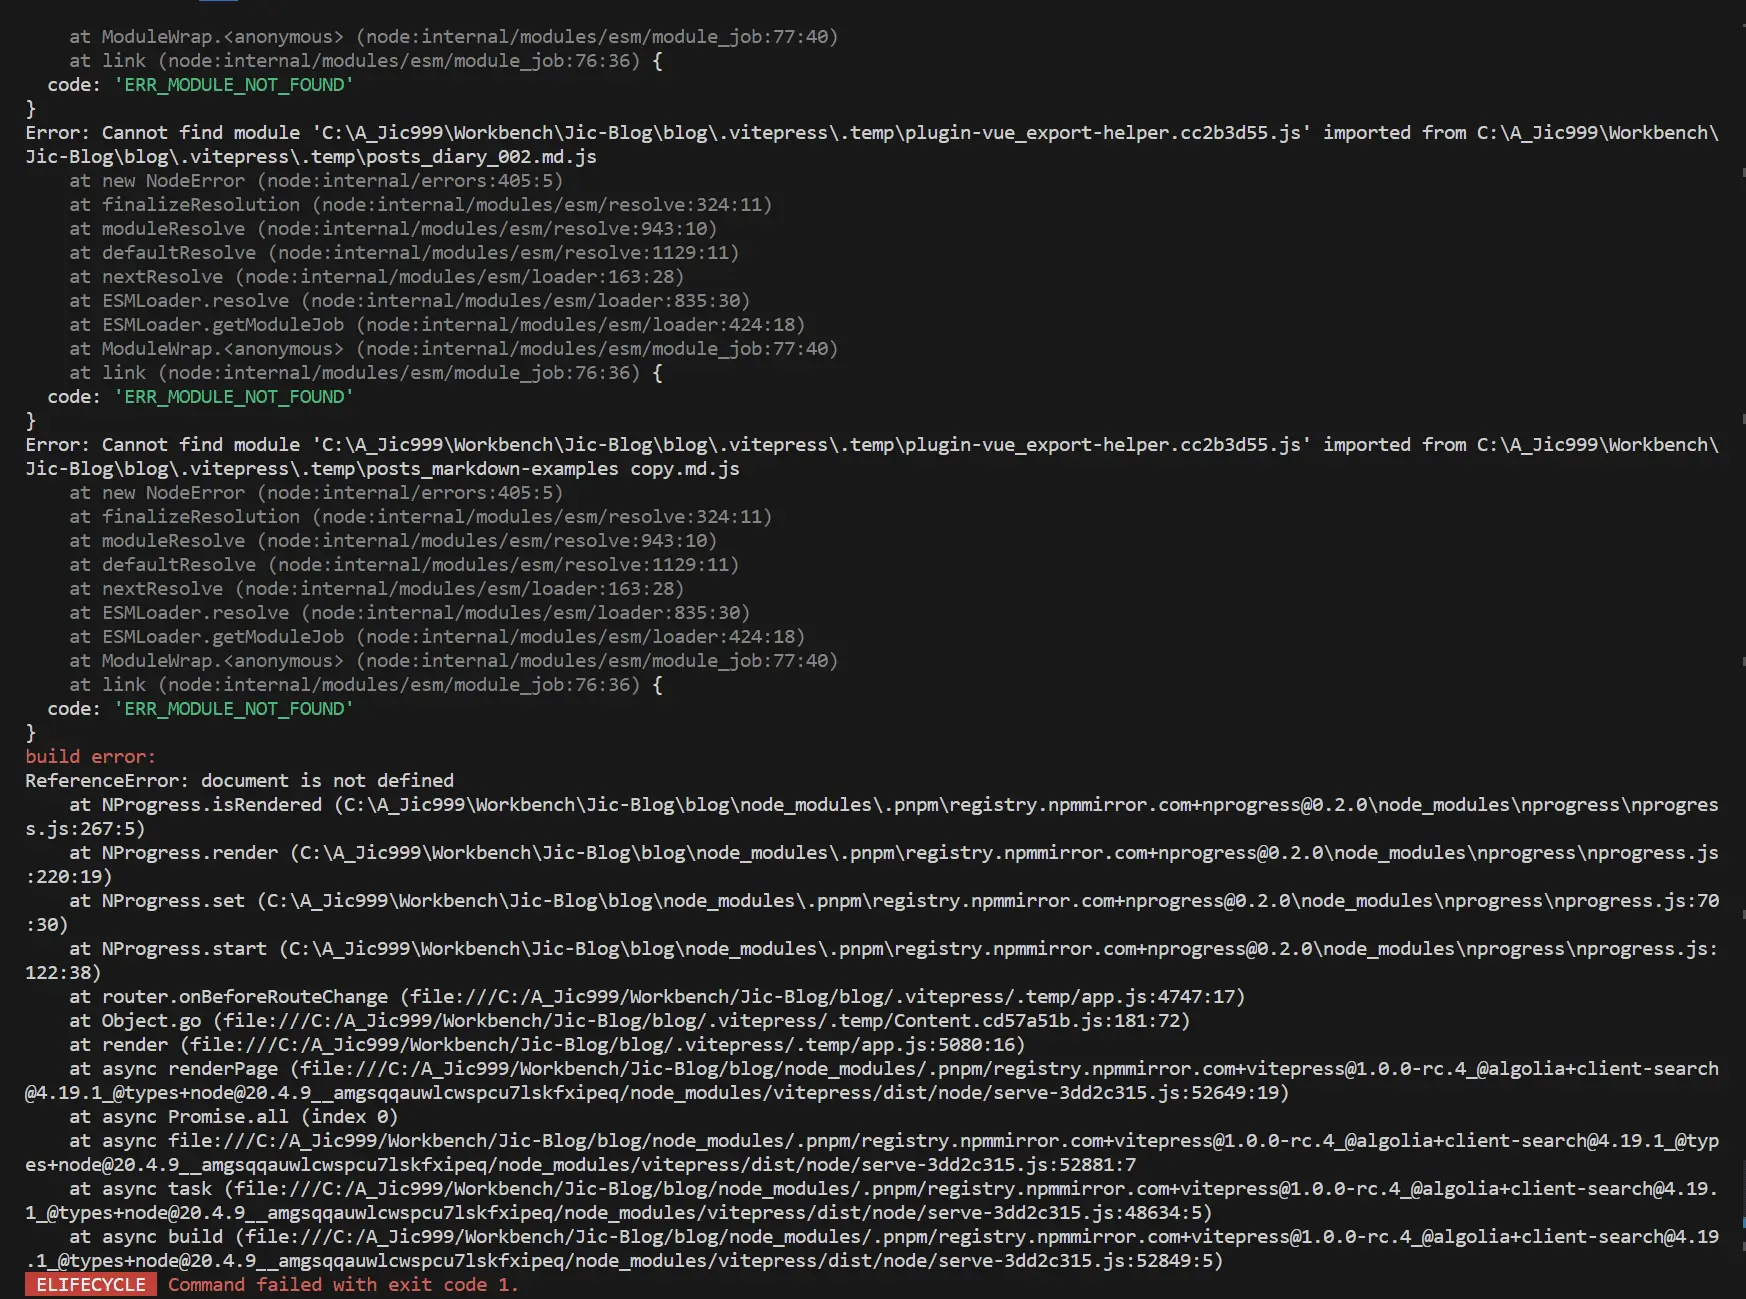 at ModuleWrap.<anonymous> (node:internal/modules/esm/module_job:77:40)
at link (node:internal/modules/esm/module_job:76:36) {
code: 'ERR_MODULE_NOT_FOUND'
}
Error: Cannot find module 'C:\A_Jic999\Workbench\Jic-Blog\blog\.vitepress\.temp\plugin-vue_export-helper.cc2b3d55.js' imported from C:\A_Jic999\Workbench\
Jic-Blog\blog\.vitepress\.temp\posts_diary_002.md.js
at new NodeError (node:internal/errors:405:5)
at finalizeResolution (node:internal/modules/esm/resolve:324:11)
at moduleResolve (node:internal/modules/esm/resolve:943:10)
at defaultResolve (node:internal/modules/esm/resolve:1129:11)
at nextResolve (node:internal/modules/esm/loader:163:28)
at ESMLoader.resolve (node:internal/modules/esm/loader:835:30)
at ESMLoader.getModuleJob (node:internal/modules/esm/loader:424:18)
at ModuleWrap.<anonymous> (node:internal/modules/esm/module_job:77:40)
at link (node:internal/modules/esm/module_job:76:36) {
code: 'ERR_MODULE_NOT_FOUND'
}
Error: Cannot find module 'C:\A_Jic999\Workbench\Jic-Blog\blog\.vitepress\.temp\plugin-vue_export-helper.cc2b3d55.js' imported from C:\A_Jic999\Workbench\
Jic-Blog\blog\.vitepress\.temp\posts_markdown-examples copy.md.js
at new NodeError (node:internal/errors:405:5)
at finalizeResolution (node:internal/modules/esm/resolve:324:11)
at moduleResolve (node:internal/modules/esm/resolve:943:10)
at defaultResolve (node:internal/modules/esm/resolve:1129:11)
at nextResolve (node:internal/modules/esm/loader:163:28)
at ESMLoader.resolve (node:internal/modules/esm/loader:835:30)
at ESMLoader.getModuleJob (node:internal/modules/esm/loader:424:18)
at ModuleWrap.<anonymous> (node:internal/modules/esm/module_job:77:40)
at link (node:internal/modules/esm/module_job:76:36) {
code: 'ERR_MODULE_NOT_FOUND'
}
build error:
ReferenceError: document is not defined
at NProgress.isRendered (C:\A_Jic999\Workbench\Jic-Blog\blog\node_modules\.pnpm\registry.npmmirror.com+nprogress@0.2.0\node_modules\nprogress\nprogres
s.js:267:5)
at NProgress.render (C:\A_Jic999\Workbench\Jic-Blog\blog\node_modules\.pnpm\registry.npmmirror.com+nprogress@0.2.0\node_modules\nprogress\nprogress.js
:220:19)
at NProgress.set (C:\A_Jic999\Workbench\Jic-Blog\blog\node_modules\.pnpm\registry.npmmirror.com+nprogress@0.2.0\node_modules\nprogress\nprogress.js:70
:30)
at NProgress.start (C:\A_Jic999\Workbench\Jic-Blog\blog\node_modules\.pnpm\registry.npmmirror.com+nprogress@0.2.0\node_modules\nprogress\nprogress.js:
122:38)
at router.onBeforeRouteChange (file:///C:/A_Jic999/Workbench/Jic-Blog/blog/.vitepress/.temp/app.js:4747:17)
at Object.go (file:///C:/A_Jic999/Workbench/Jic-Blog/blog/.vitepress/.temp/Content.cd57a51b.js:181:72)
at render (file:///C:/A_Jic999/Workbench/Jic-Blog/blog/.vitepress/.temp/app.js:5080:16)
at async renderPage (file:///C:/A_Jic999/Workbench/Jic-Blog/blog/node_modules/.pnpm/registry.npmmirror.com+vitepress@1.0.0-rc.4_@algolia+client-search
@4.19.1_@types+node@20.4.9__amgsqqauwlcwspcu7lskfxipeq/node_modules/vitepress/dist/node/serve-3dd2c315.js:52649:19)
at async Promise.all (index 0)
at async file:///C:/A_Jic999/Workbench/Jic-Blog/blog/node_modules/.pnpm/registry.npmmirror.com+vitepress@1.0.0-rc.4_@algolia+client-search@4.19.1_@typ
es+node@20.4.9__amgsqqauwlcwspcu7lskfxipeq/node_modules/vitepress/dist/node/serve-3dd2c315.js:52881:7
at async task (file:///C:/A_Jic999/Workbench/Jic-Blog/blog/node_modules/.pnpm/registry.npmmirror.com+vitepress@1.0.0-rc.4_@algolia+client-search@4.19.
1_@types+node@20.4.9__amgsqqauwlcwspcu7lskfxipeq/node_modules/vitepress/dist/node/serve-3dd2c315.js:48634:5)
at async build (file:///C:/A_Jic999/Workbench/Jic-Blog/blog/node_modules/.pnpm/registry.npmmirror.com+vitepress@1.0.0-rc.4_@algolia+client-search@4.19
.1_@types+node@20.4.9__amgsqqauwlcwspcu7lskfxipeq/node_modules/vitepress/dist/node/serve-3dd2c315.js:52849:5)
ELIFECYCLE Command failed with exit code 1.